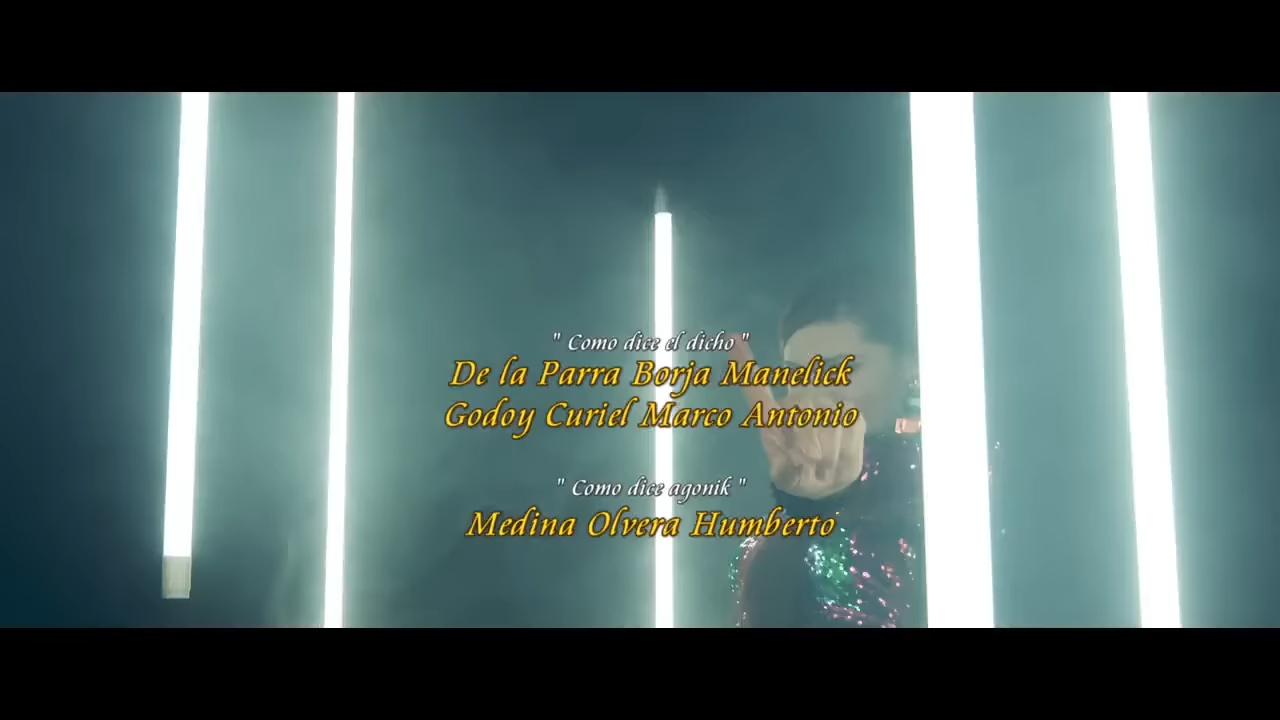 " Como dice el dicho "
De la Parra Borja Manelick
Godoy Curiel Marco Antonio
" Como dice agonik "
Medina Olvera Humberto